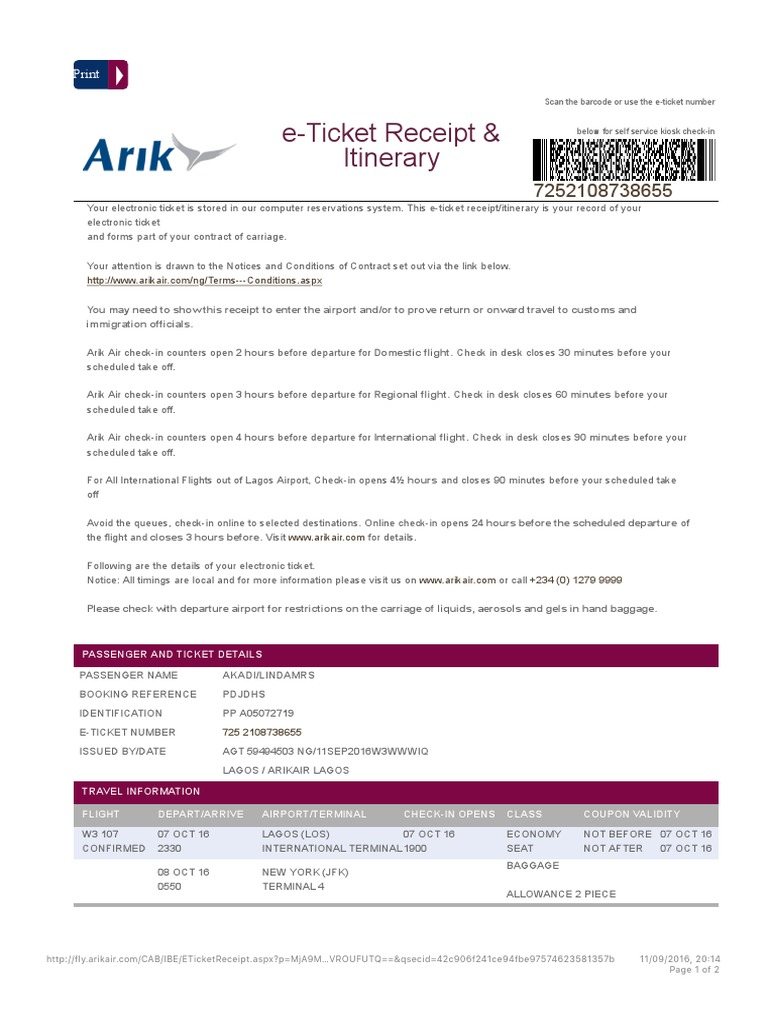 Print
Scan the barcode or use the e-ticket number
below for self service kiosk check-in
Arik
e-Ticket Receipt &
Itinerary
7252108738655
Your electronic ticket is stored in our computer reservations system. This e-ticket receipt/itinerary is your record of your
electronic ticket
and forms part of your contract of carriage.
Your attention is drawn to the Notices and Conditions of Contract set out via the link below.
http://www.arikair.com/ng/Terms---Conditions.aspx
You may need to showthis receipt to enter the airport and/or to prove return or onward travel to customs and
immigration officials.
Arik Air check-in counters open 2 hours before departure for Domestic flight. Check in desk closes 30 minutes before your
scheduled take off.
Arik Air check-in counters open 3 hours before departure for Regional flight. Check in desk closes 60 minutes before your
scheduled take off.
Arik Air check-in counters open 4 hours before departure for International flight. Check in desk closes 90 minutes before your
scheduled take off.
For All International Flights out of Lagos Airport, Check-in opens 4½ hours and closes 90 minutes before your scheduled take
off
Avoid the queues, check-in online to selected destinations. Online check-in opens 24 hours before the scheduled departure of
the flight and closes 3 hours before. Visit www.arikair.com for details.
Following are the details of your electronic ticket.
Notice: All timings are local and for more information please visit us on www.arikair.com or call +234 (0) 1279 9999
Please check with departure airport for restrictions on the carriage of liquids, aerosols and gels in hand baggage.
PASSENGER AND TICKET DETAILS
PASSENGER NAME AKADI/LINDAMRS
BOOKING REFERENCE PDJDHS
IDENTIFICATION PP A05072719
E-TICKET NUMBER 725 2108738655
ISSUED BY/DATE AGT 59494503 NG/11SEP2016W3WWWIQ
LAGOS / ARIKAIR LAGOS
TRAVEL INFORMATION
FLIGHT DEPART/ARRIVE AIRPORT/TERMINAL CHECK-IN OPENS CLASS COUPON VALIDITY
W3 107 07 OCT 16 LAGOS (LOS) 07 OCT 16 ECONOMY NOT BEFORE 07 OCT 16
CONFIRMED 2330 INTERNATIONAL TERMINAL 1900 SEAT NOT AFTER 07 OCT 16
BAGGAGE
08 OCT 16 NEW YORK (JFK)
0550 TERMINAL 4
ALLOWANCE 2 PIECE
http://fly.arikair.com/CAB/IBE/ETicketReceipt.aspx?p=MjA9M…VROUFUTQ==&qsecid=42c906f241ce94fbe97574623581357b 11/09/2016, 20:14
Page 1 of 2